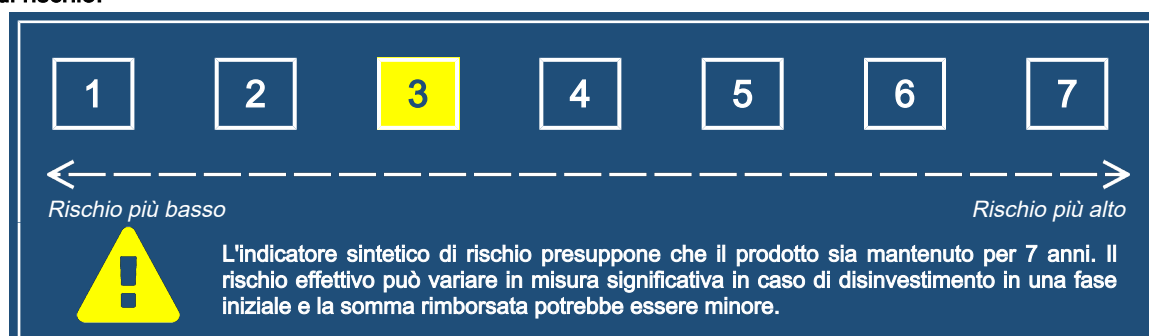 di rischio:
1 2 3 4 5 6 7
Rischio più basso Rischio più alto
L'indicatore sintetico di rischio presuppone che il prodotto sia mantenuto per 7 anni. Il
rischio effettivo può variare in misura significativa in caso di disinvestimento in una fase
iniziale e la somma rimborsata potrebbe essere minore.